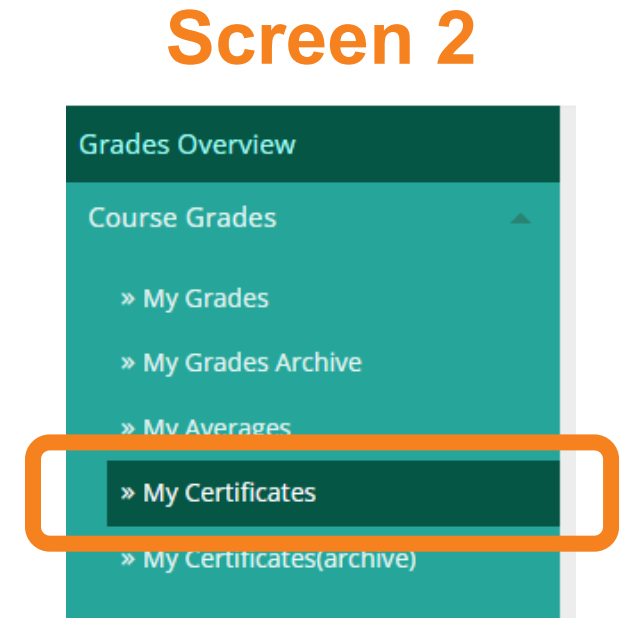 Screen 2
Grades Overview
Course Grades
» My Grades
» My Grades Archive
» My Averages
» My Certificates
» My Certificates(archive)